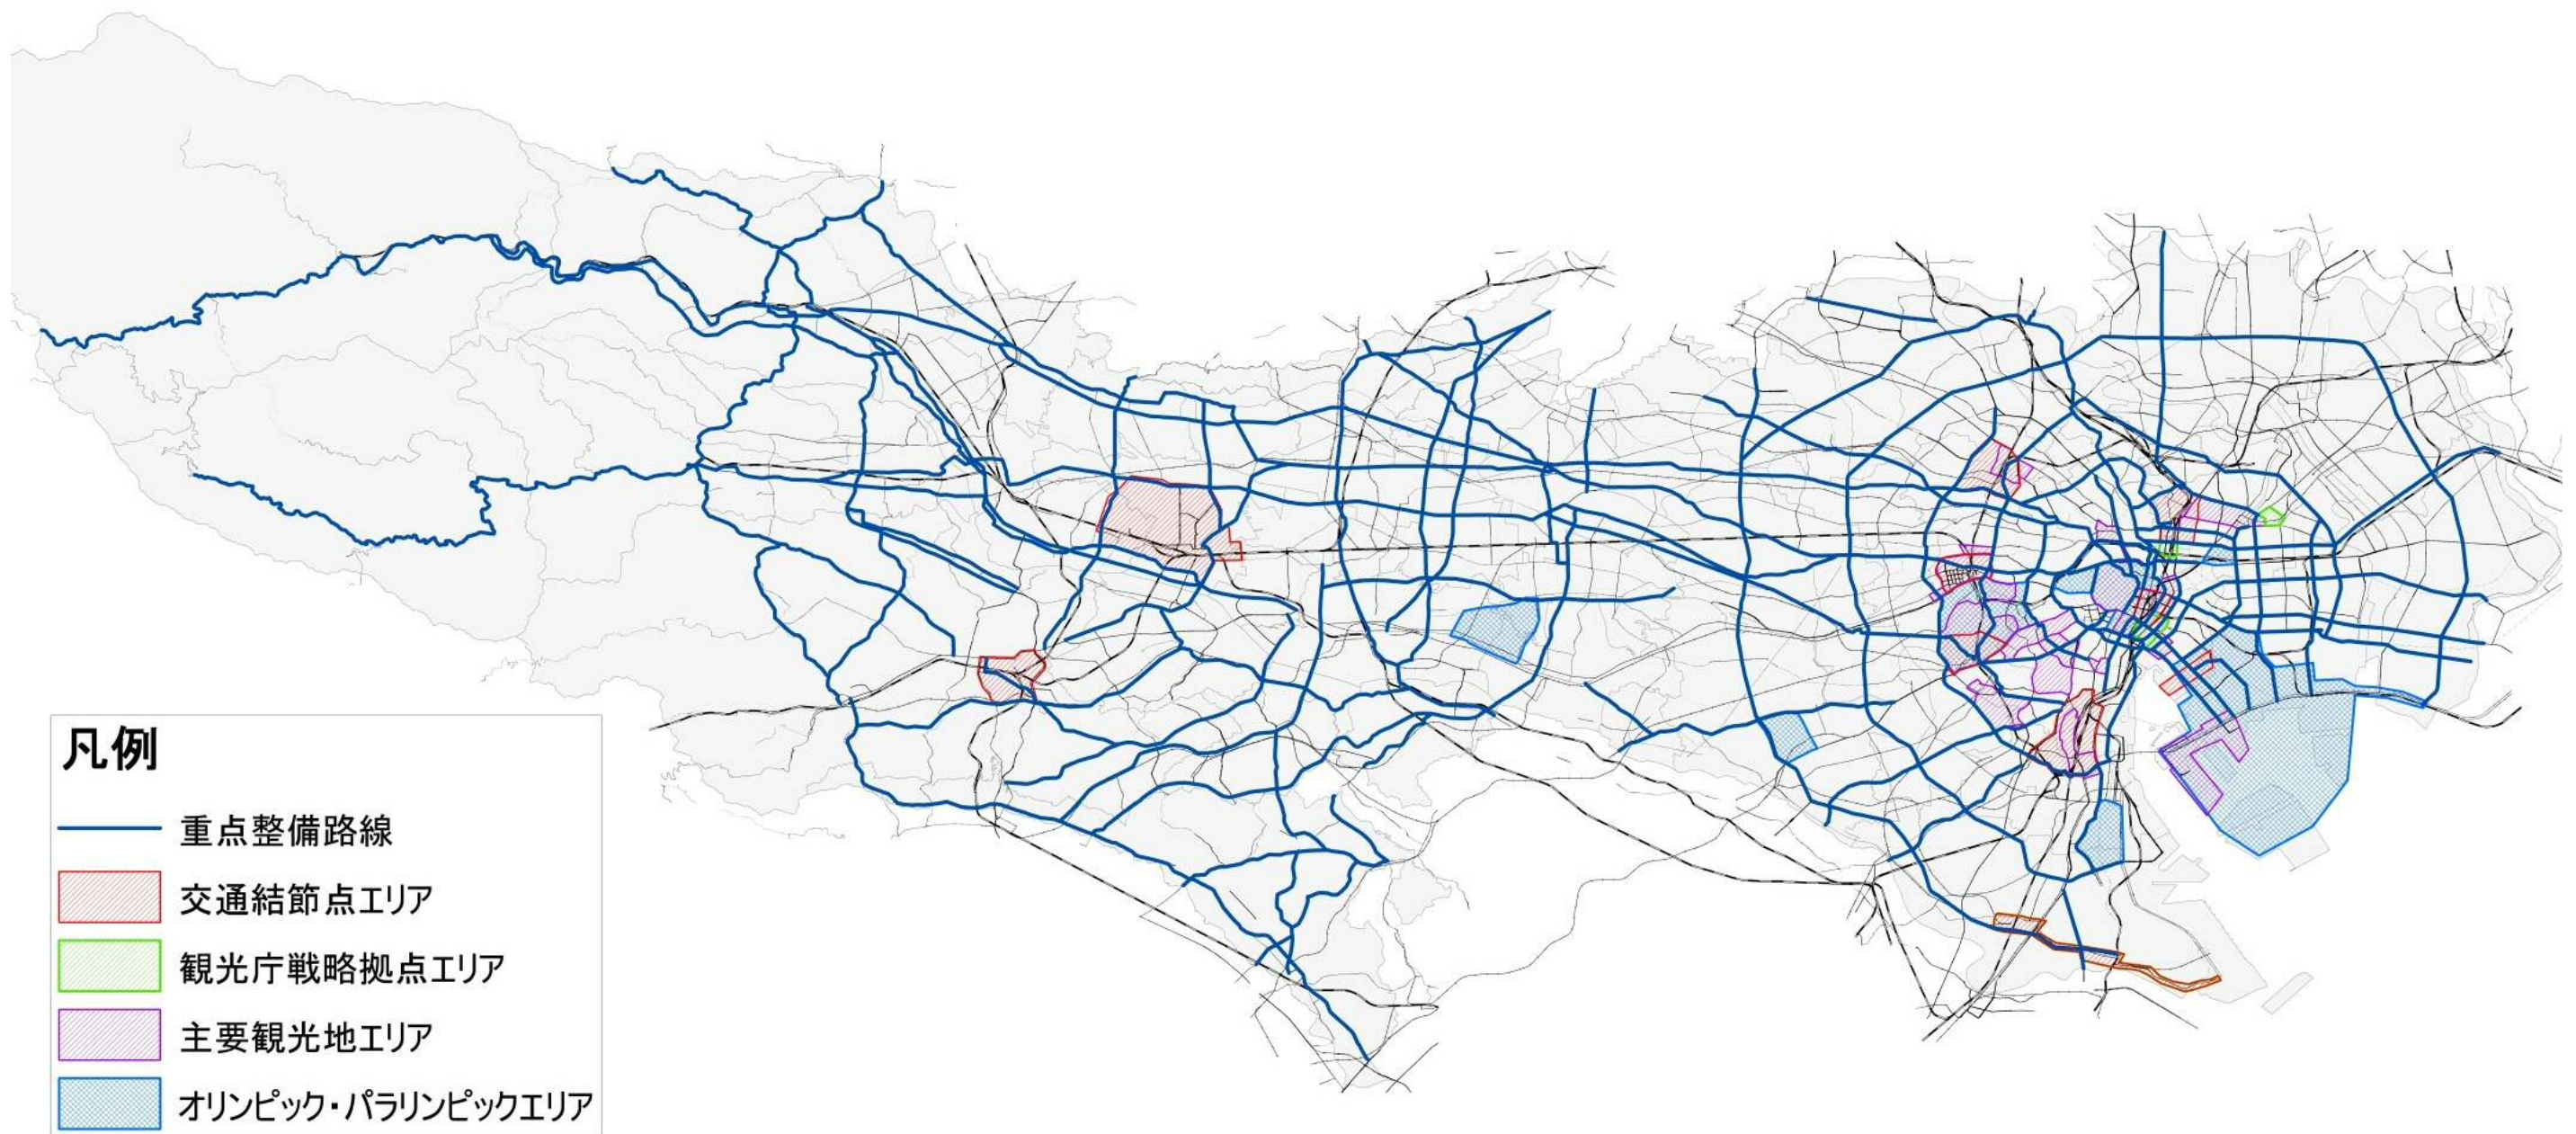 凡例
重点整備路線
交通結節点エリア
観光庁戦略拠点エリア
主要観光地エリア
オリンピック・パラリンピックエリア